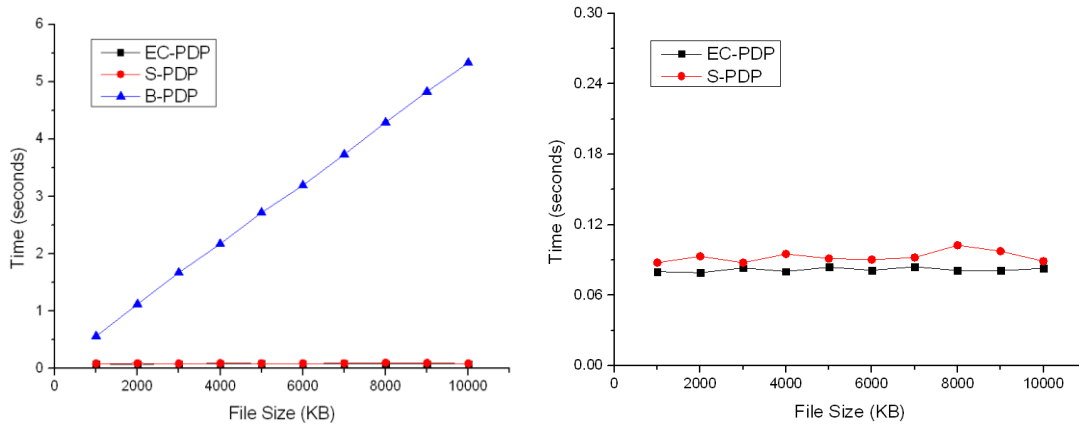 6
5
4
3
2
1
0
Time (seconds)
EC-PDP
S-PDP
B-PDP
0 2000 4000 6000 8000 10000
File Size (KB)
0.30
0.24
0.18
0.12
0.06
0.00
Time (seconds)
EC-PDP
S-PDP
0 2000 4000 6000 8000 10000
File Size (KB)